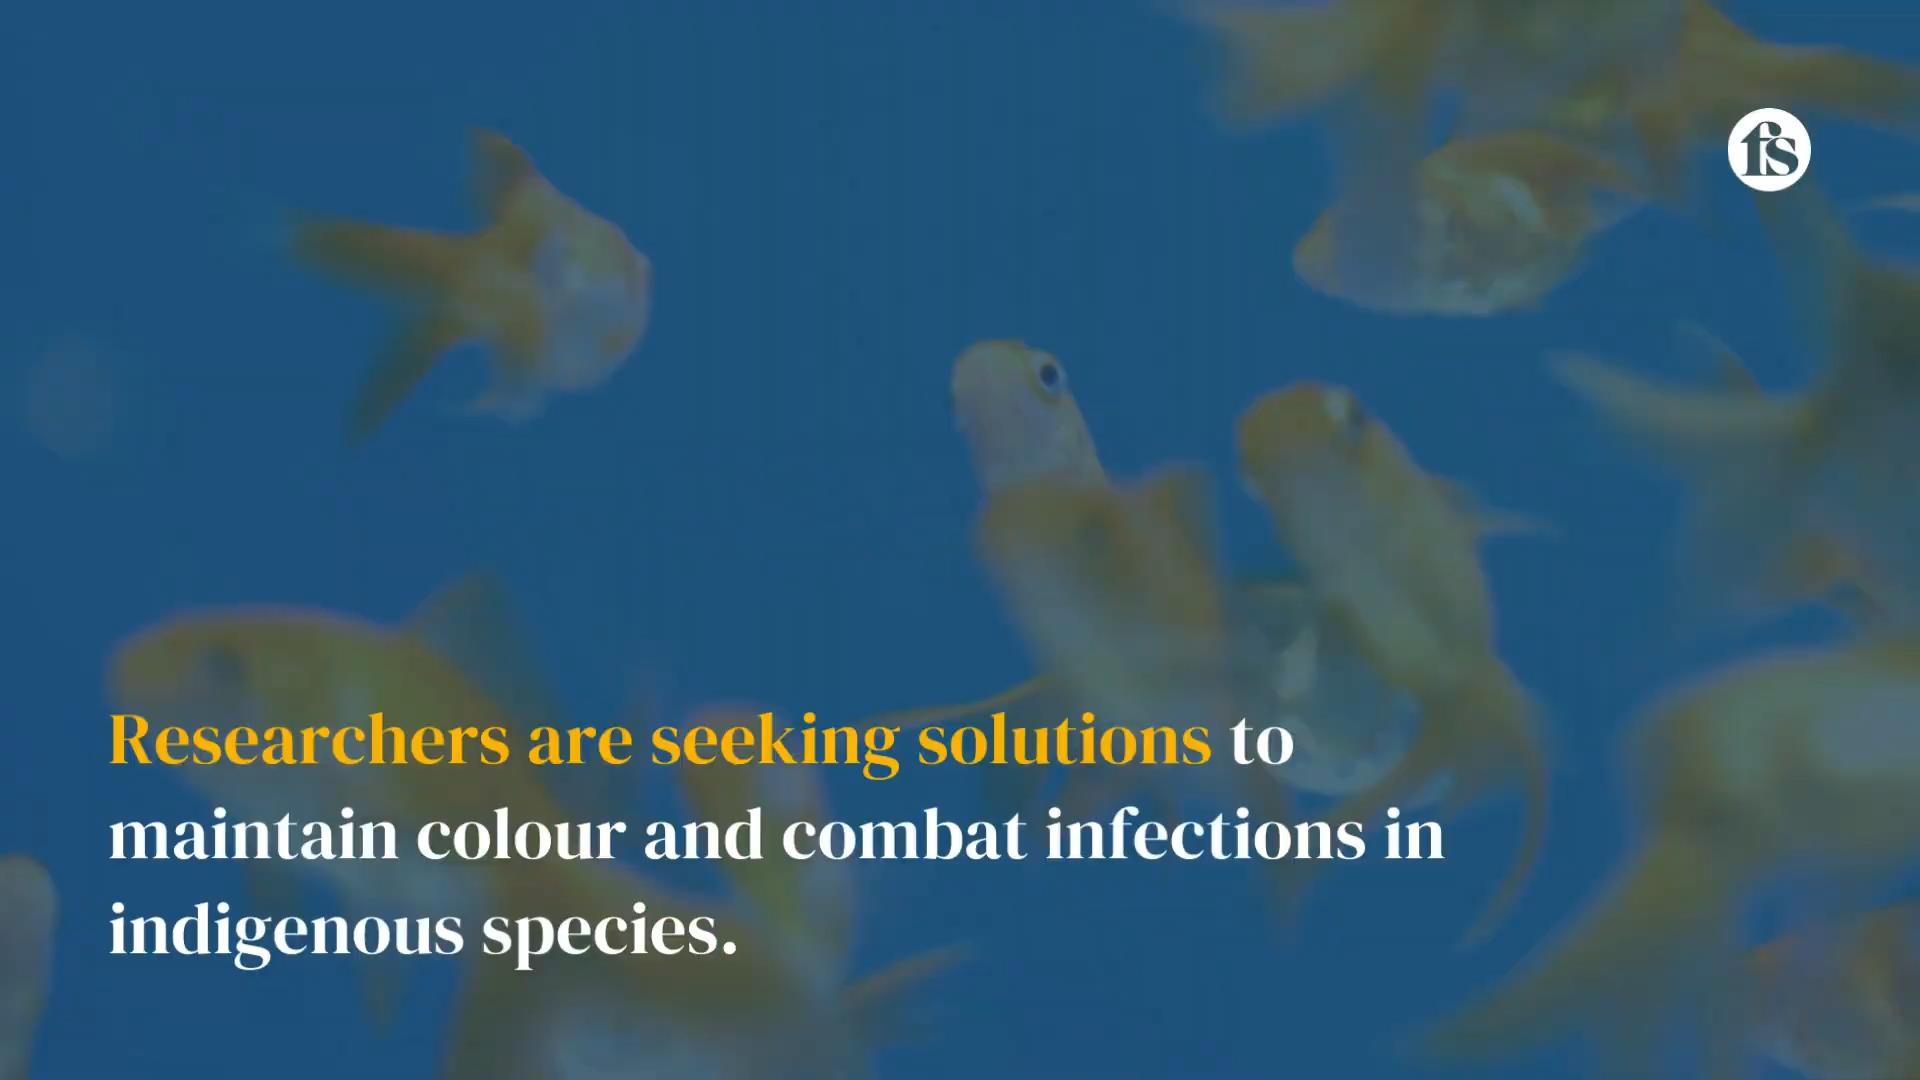 fs
Researchers are seeking solutions to
maintain colour and combat infections in
indigenous species.